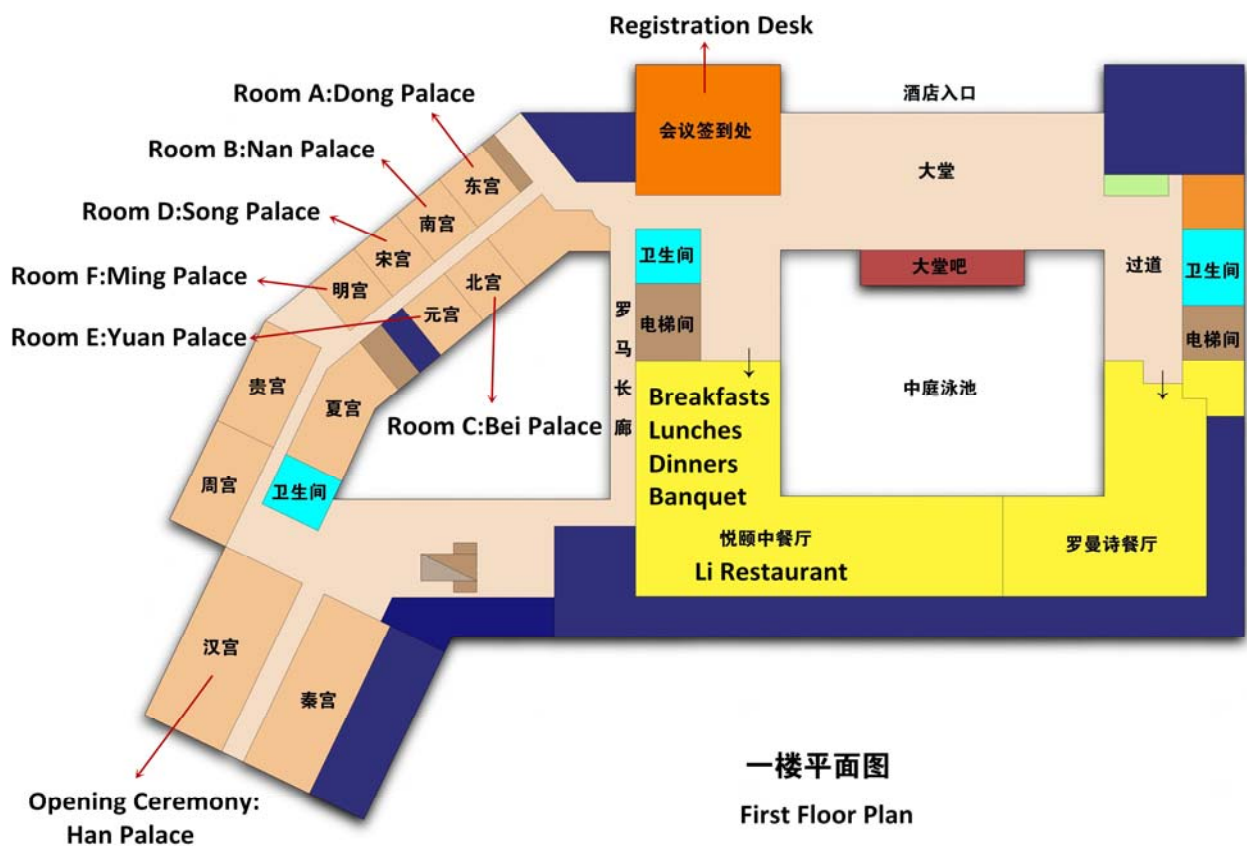 Registration Desk
Room A:Dong Palace
酒店入口
会议签到处
Room B:Nan Palace
东宫
大堂
Room D:Song Palace
南宫
宋宫
卫生间
大堂吧
过道
卫生间
Room F:Ming Palace
明宫
北宫
元宫
Room E:Yuan Palace
罗马长廊
电梯间
电梯间
贵宫
夏宫
中庭泳池
Room C:Bei Palace
Breakfasts
Lunches
Dinners
Banquet
周宫
卫生间
悦颐中餐厅
Li Restaurant
罗曼诗餐厅
汉宫
秦宫
一楼平面图
First Floor Plan
Opening Ceremony:
Han Palace